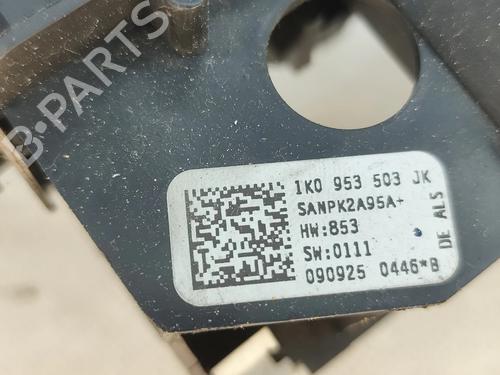 B-PARTS
1K0 953 503 JK
SANPK2A95A+
HW:853
SW:0111
090925 0446*B
DE ALS